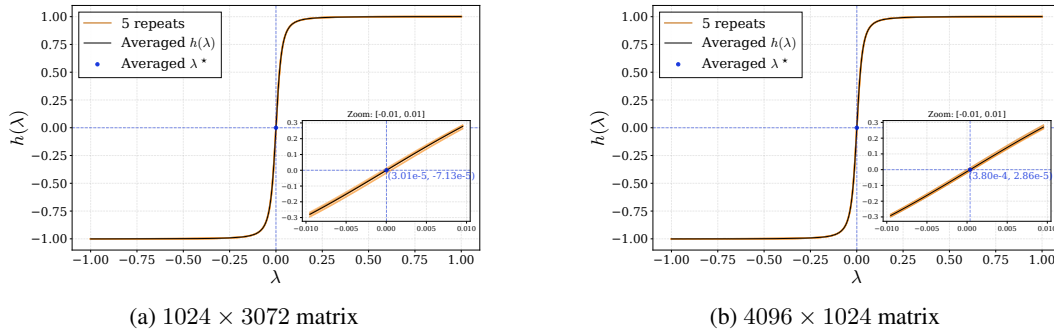 1.00
0.75
0.50
0.25
0.00
−0.25
−0.50
−0.75
−1.00
h(λ)
5 repeats
Averaged h(λ)
Averaged λ⋆
Zoom: [-0.01, 0.01]
0.3
0.2
0.1
0.0
−0.1
−0.2
−0.3
(3.01e-5, -7.13e-5)
−0.010 −0.005 0.000 0.005 0.010
−1.00 −0.75 −0.50 −0.25 0.00 0.25 0.50 0.75 1.00
λ
(a) 1024 × 3072 matrix
1.00
0.75
0.50
0.25
0.00
−0.25
−0.50
−0.75
−1.00
h(λ)
5 repeats
Averaged h(λ)
Averaged λ⋆
Zoom: [-0.01, 0.01]
0.3
0.2
0.1
0.0
−0.1
−0.2
−0.3
(3.80e-4, 2.86e-5)
−0.010 −0.005 0.000 0.005 0.010
−1.00 −0.75 −0.50 −0.25 0.00 0.25 0.50 0.75 1.00
λ
(b) 4096 × 1024 matrix